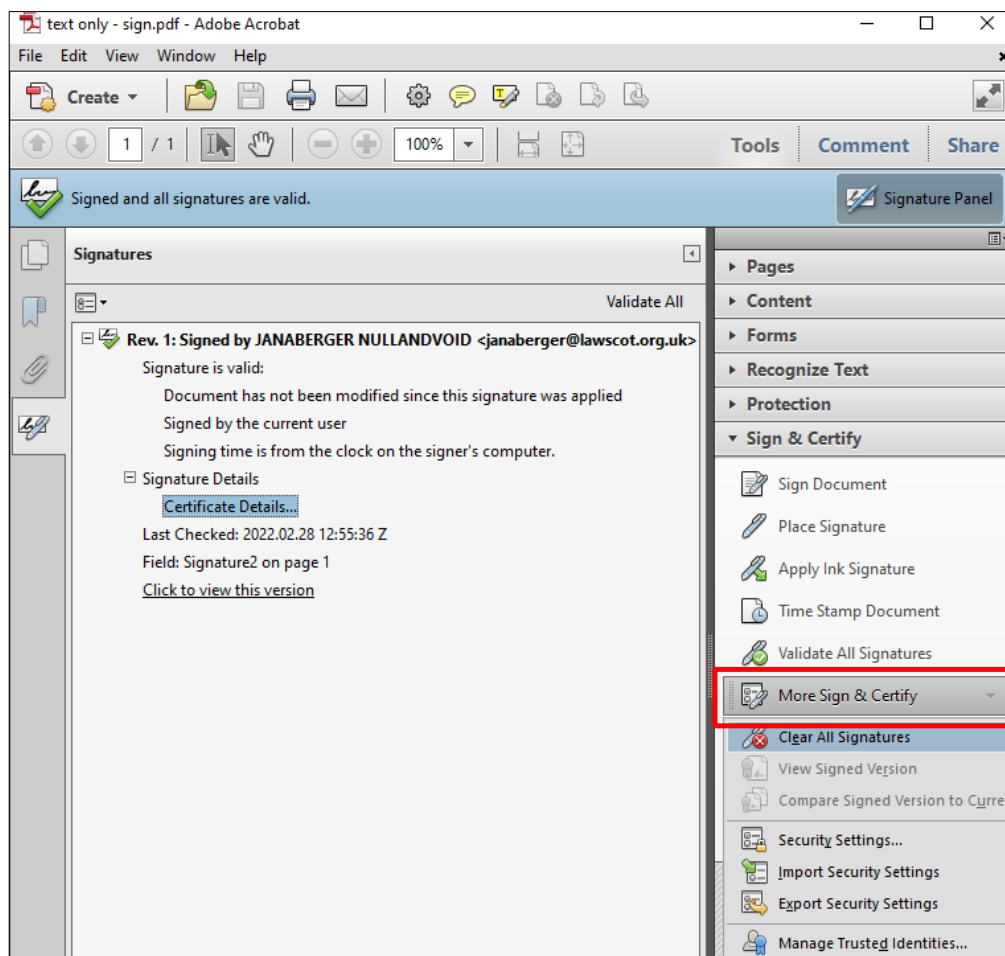 text only - sign.pdf - Adobe Acrobat
File Edit View Window Help
Create
1 / 1 100% Tools Comment Share
Signed and all signatures are valid. Signature Panel
Signatures
Validate All
Rev. 1: Signed by JANABERGER NULLANDVOID <janaberger@lawscot.org.uk>
Signature is valid:
Document has not been modified since this signature was applied
Signed by the current user
Signing time is from the clock on the signer's computer.
Signature Details
Certificate Details...
Last Checked: 2022.02.28 12:55:36 Z
Field: Signature2 on page 1
Click to view this version
Pages
Content
Forms
Recognize Text
Protection
Sign & Certify
Sign Document
Place Signature
Apply Ink Signature
Time Stamp Document
Validate All Signatures
More Sign & Certify
Clear All Signatures
View Signed Version
Compare Signed Version to Curre
Security Settings...
Import Security Settings
Export Security Settings
Manage Trusted Identities...